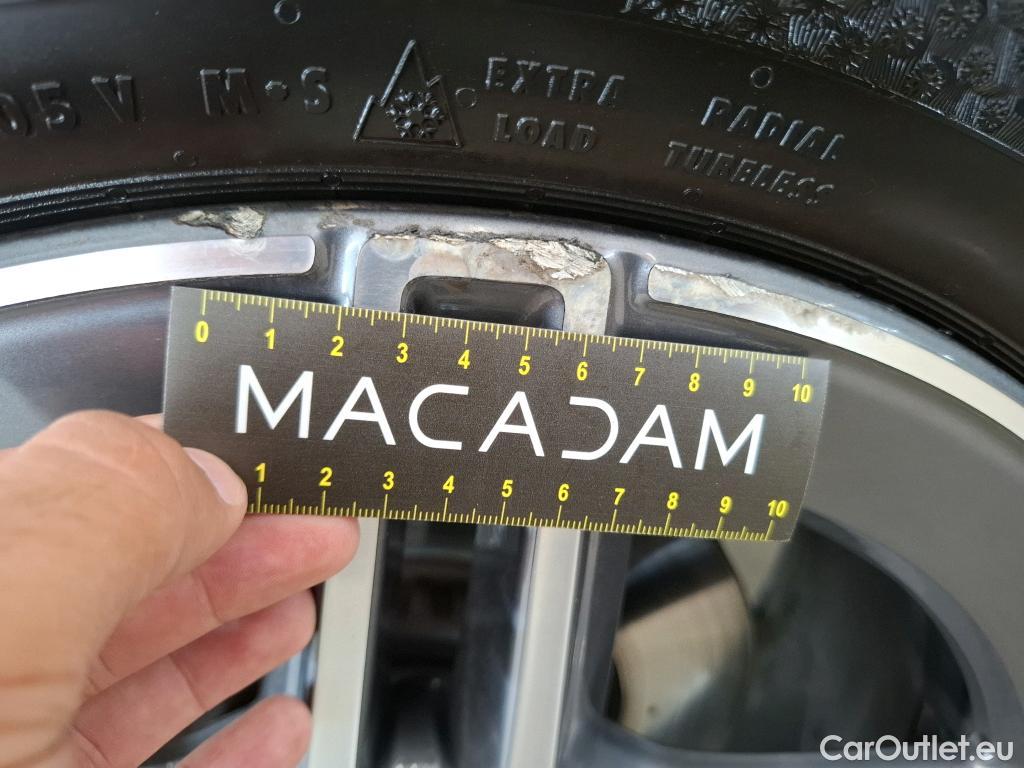 05 V M·S EXTRA LOAD RADIAL TUBELESS
0 1 2 3 4 5 6 7 8 9 10
MACADAM
1 2 3 4 5 6 7 8 9 10
CarOutlet.eu